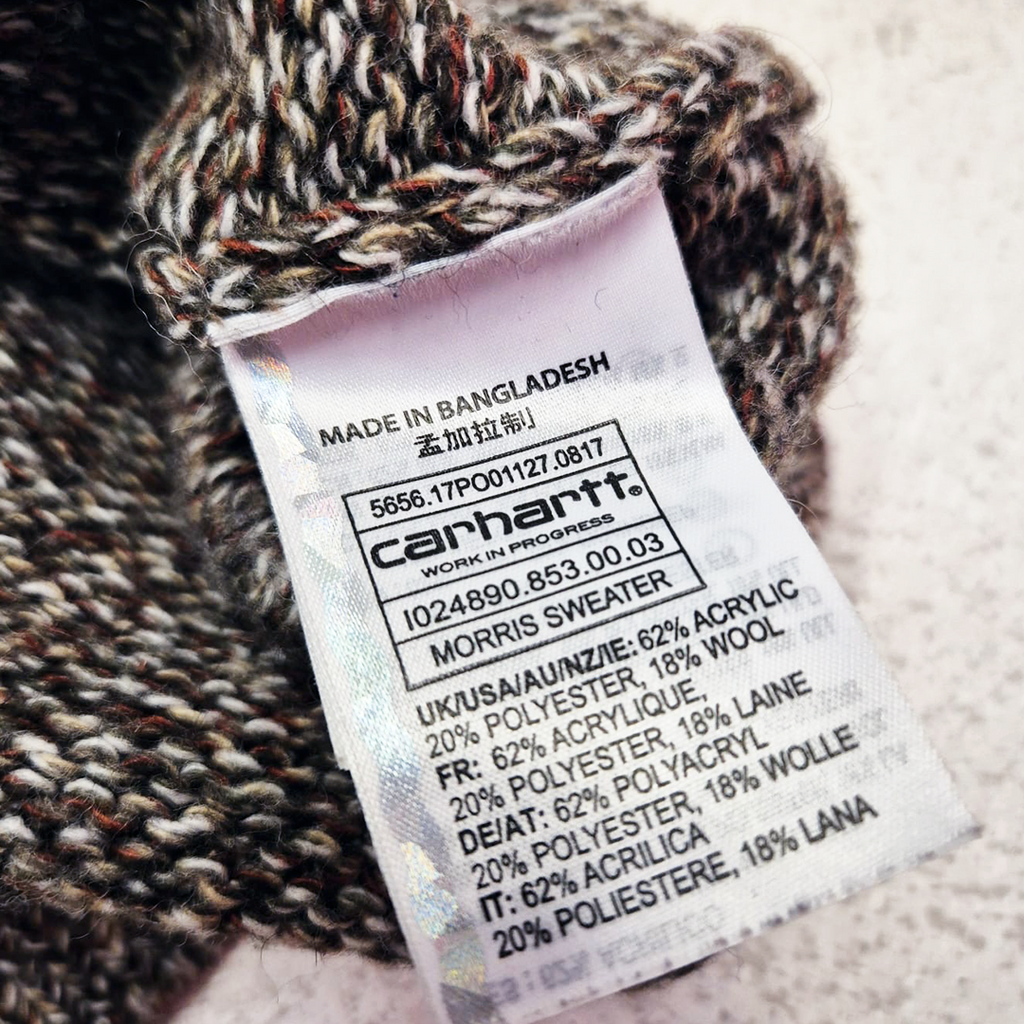 MADE IN BANGLADESH
孟加拉制
5656.17PO01127.0817
carhartt®
WORK IN PROGRESS
I024890.853.00.03
MORRIS SWEATER
UK/USA/AU/NZ/IE: 62% ACRYLIC
20% POLYESTER, 18% WOOL
FR: 62% ACRYLIQUE,
20% POLYESTER, 18% LAINE
DE/AT: 62% POLYACRYL
20% POLYESTER, 18% WOLLE
IT: 62% ACRILICA
20% POLIESTERE, 18% LANA